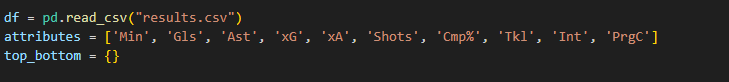 df = pd.read_csv("results.csv")
attributes = ['Min', 'Gls', 'Ast', 'xG', 'xA', 'Shots', 'Cmp%', 'Tkl', 'Int', 'PrgC']
top_bottom = {}